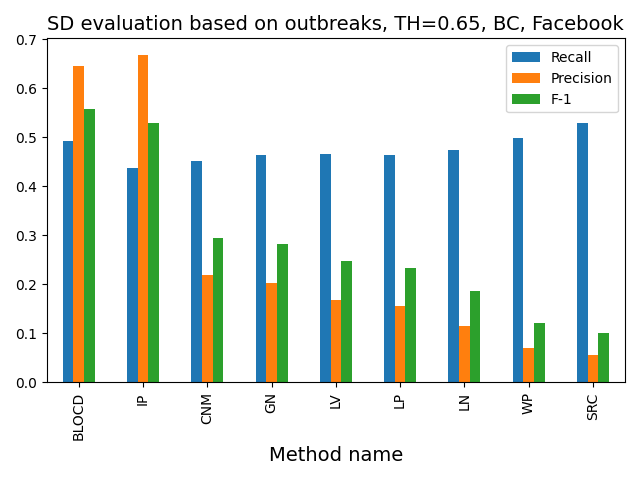 SD evaluation based on outbreaks, TH=0.65, BC, Facebook
Recall
Precision
F-1
0.7
0.6
0.5
0.4
0.3
0.2
0.1
0.0
BLOCD
IP
CNM
GN
LV
LP
LN
WP
SRC
Method name